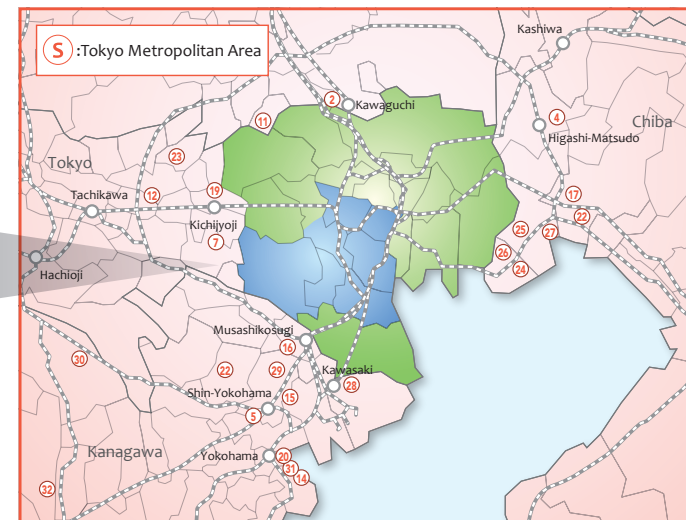 S :Tokyo Metropolitan Area
Kashiwa
2
Kawaguchi
4
Higashi-Matsudo
Chiba
11
Tokyo
23
Tachikawa
12
19
Kichijyoji
7
17
22
25
27
26
24
Hachioji
Musashikosugi
16
30
22
29
Kawasaki
28
Shin-Yokohama
15
5
Kanagawa
Yokohama
20
31
14
32